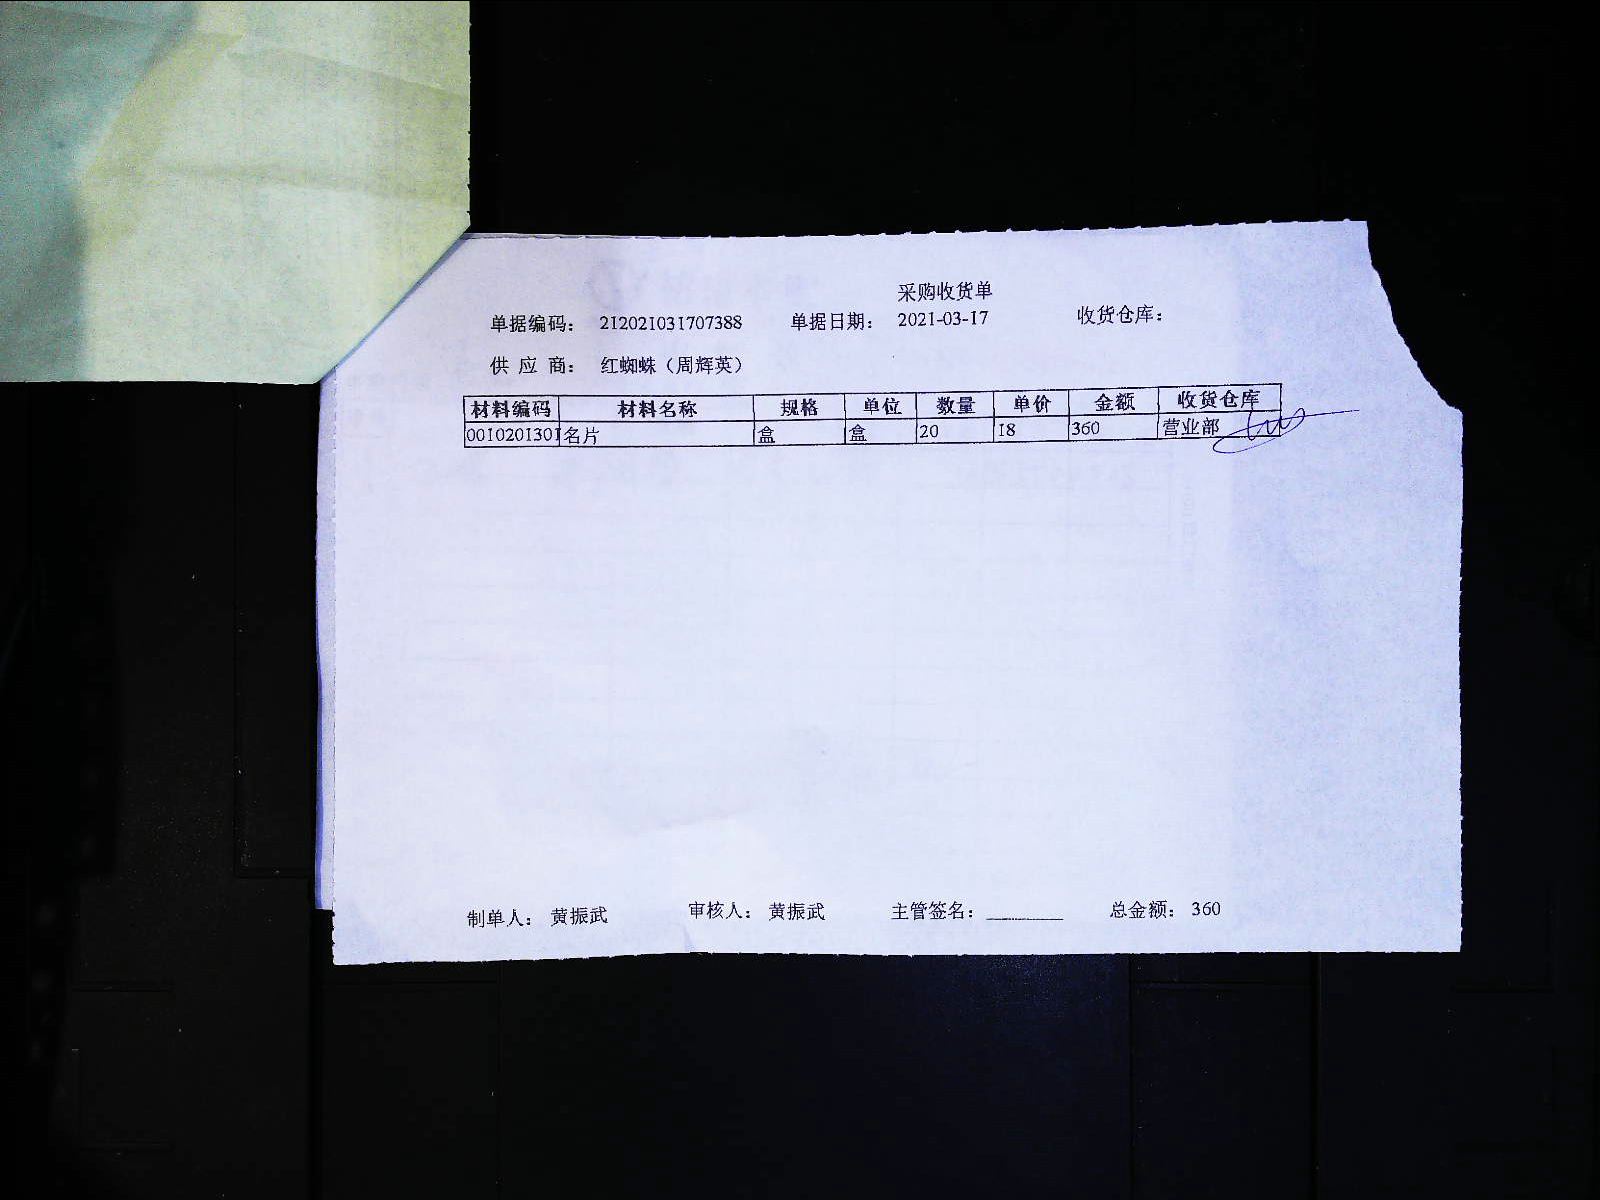 采购收货单
单据编码： 212021031707388 单据日期： 2021-03-17 收货仓库：
供 应 商： 红蜘蛛（周辉英）
材料编码 材料名称 规格 单位 数量 单价 金额 收货仓库
0010201301 名片 盒 盒 20 18 360 营业部
制单人： 黄振武 审核人： 黄振武 主管签名： 总金额： 360